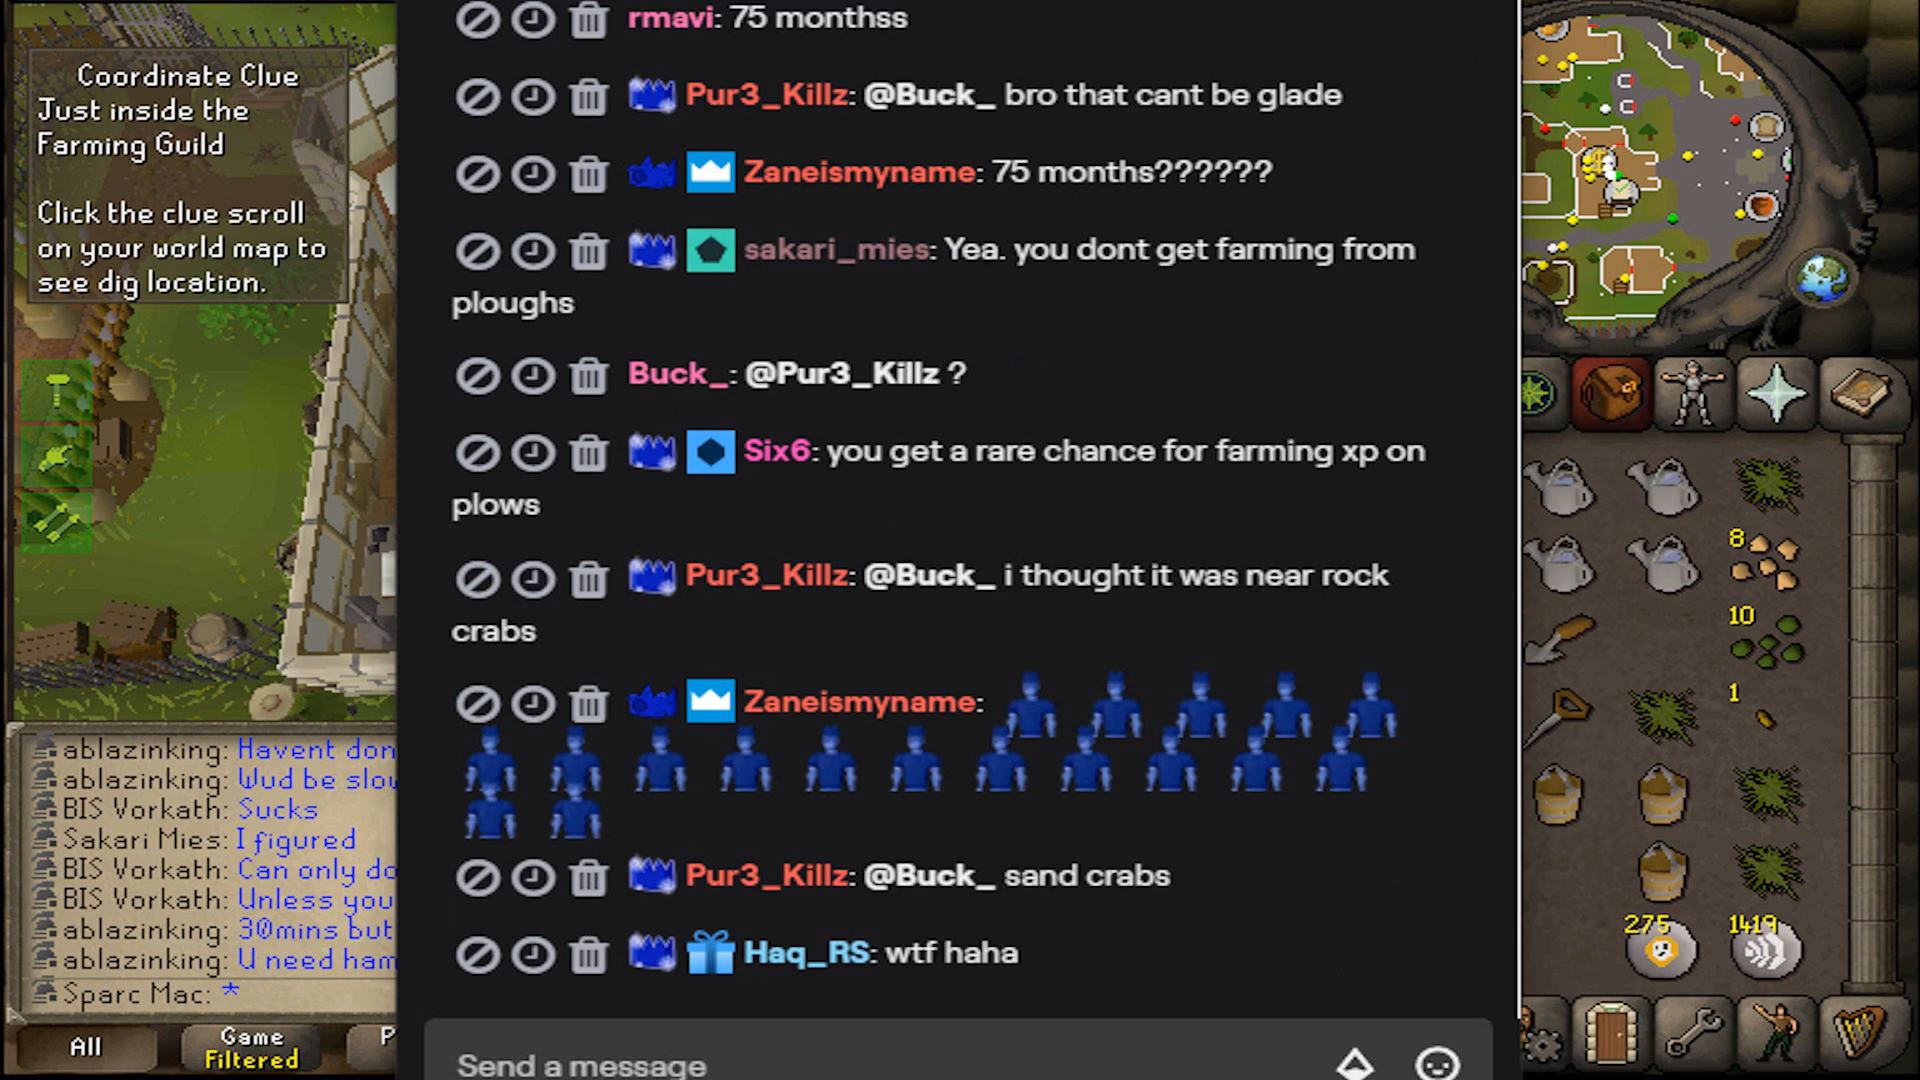 Coordinate Clue
Just inside the
Farming Guild
Click the clue scroll
on your world map to
see dig location.
rmavi: 75 monthss
Pur3_Killz: @Buck_ bro that cant be glade
Zaneismyname: 75 months??????
sakari_mies: Yea. you dont get farming from
ploughs
Buck_: @Pur3_Killz ?
Six6: you get a rare chance for farming xp on
plows
Pur3_Killz: @Buck_ i thought it was near rock
crabs
Zaneismyname:
Pur3_Killz: @Buck_ sand crabs
Haq_RS: wtf haha
Send a message
ablazinking: Havent don
ablazinking: Wud be slow
BIS Vorkath: Sucks
Sakari Mies: I figured
BIS Vorkath: Can only do
BIS Vorkath: Unless you
ablazinking: 30mins but
ablazinking: U need ham
Sparc Mac: *
All
Game
Filtered
P
8
10
1
275
1419